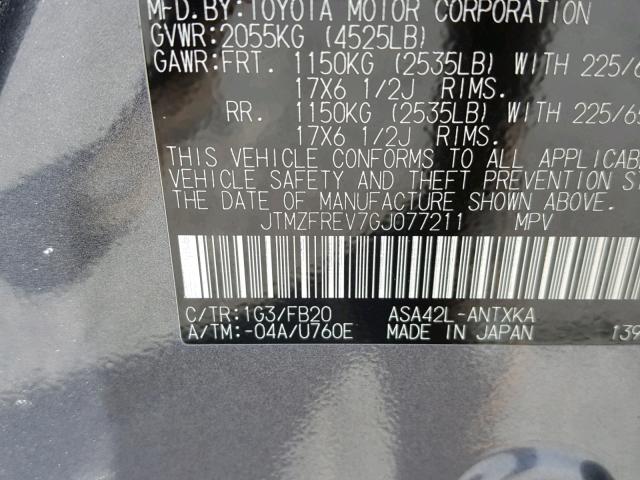 MFD.BY:TOYOTA MOTOR CORPORATION
GVWR:2055KG (4525LB)
GAWR:FRT. 1150KG (2535LB) WITH 225/6
17X6 1/2J RIMS.
RR. 1150KG (2535LB) WITH 225/65
17X6 1/2J RIMS.
THIS VEHICLE CONFORMS TO ALL APPLICAB
VEHICLE SAFETY AND THEFT PREVENTION ST
THE DATE OF MANUFACTURE SHOWN ABOVE.
JTMZFREV7GJ077211 MPV
C/TR:1G3/FB20 ASA42L-ANTXKA
A/TM:-04A/U760E MADE IN JAPAN 139